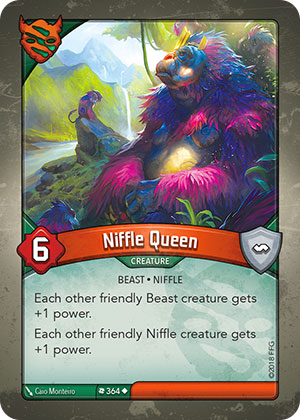 Niffle Queen
CREATURE
6
BEAST • NIFFLE
Each other friendly Beast creature gets
+1 power.
Each other friendly Niffle creature gets
+1 power.
Caio Monteiro
364
©2018 FFG